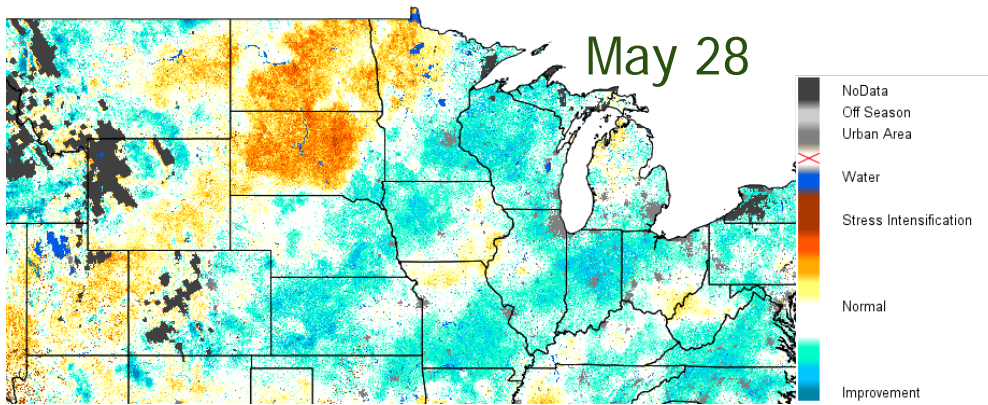 May 28
NoData
Off Season
Urban Area
Water
Stress Intensification
Normal
Improvement